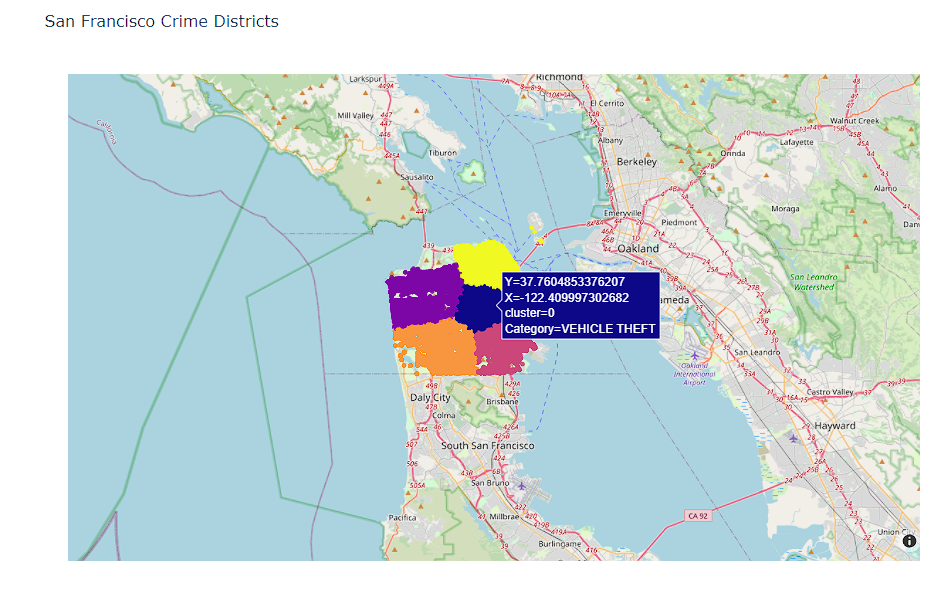 San Francisco Crime Districts
Larkspur
Richmond
El Cerrito
Mill Valley
Walnut Creek
California
Albany
Lafayette
Orinda
Tiburon
Berkeley
Sausalito
Alamo
Moraga
Emeryville
Piedmont
Oakland
San Leandro
Watershed
Y=37.7604853376207
X=-122.409997302682
cluster=0
Category=VEHICLE THEFT
ameda
San Leandro
Oakland
International
Airport
Castro Valley
Daly City
Brisbane
Colma
Hayward
South San Francisco
San Bruno
Pacifica
Millbrae
CA 92
Union Ci
Burlingame